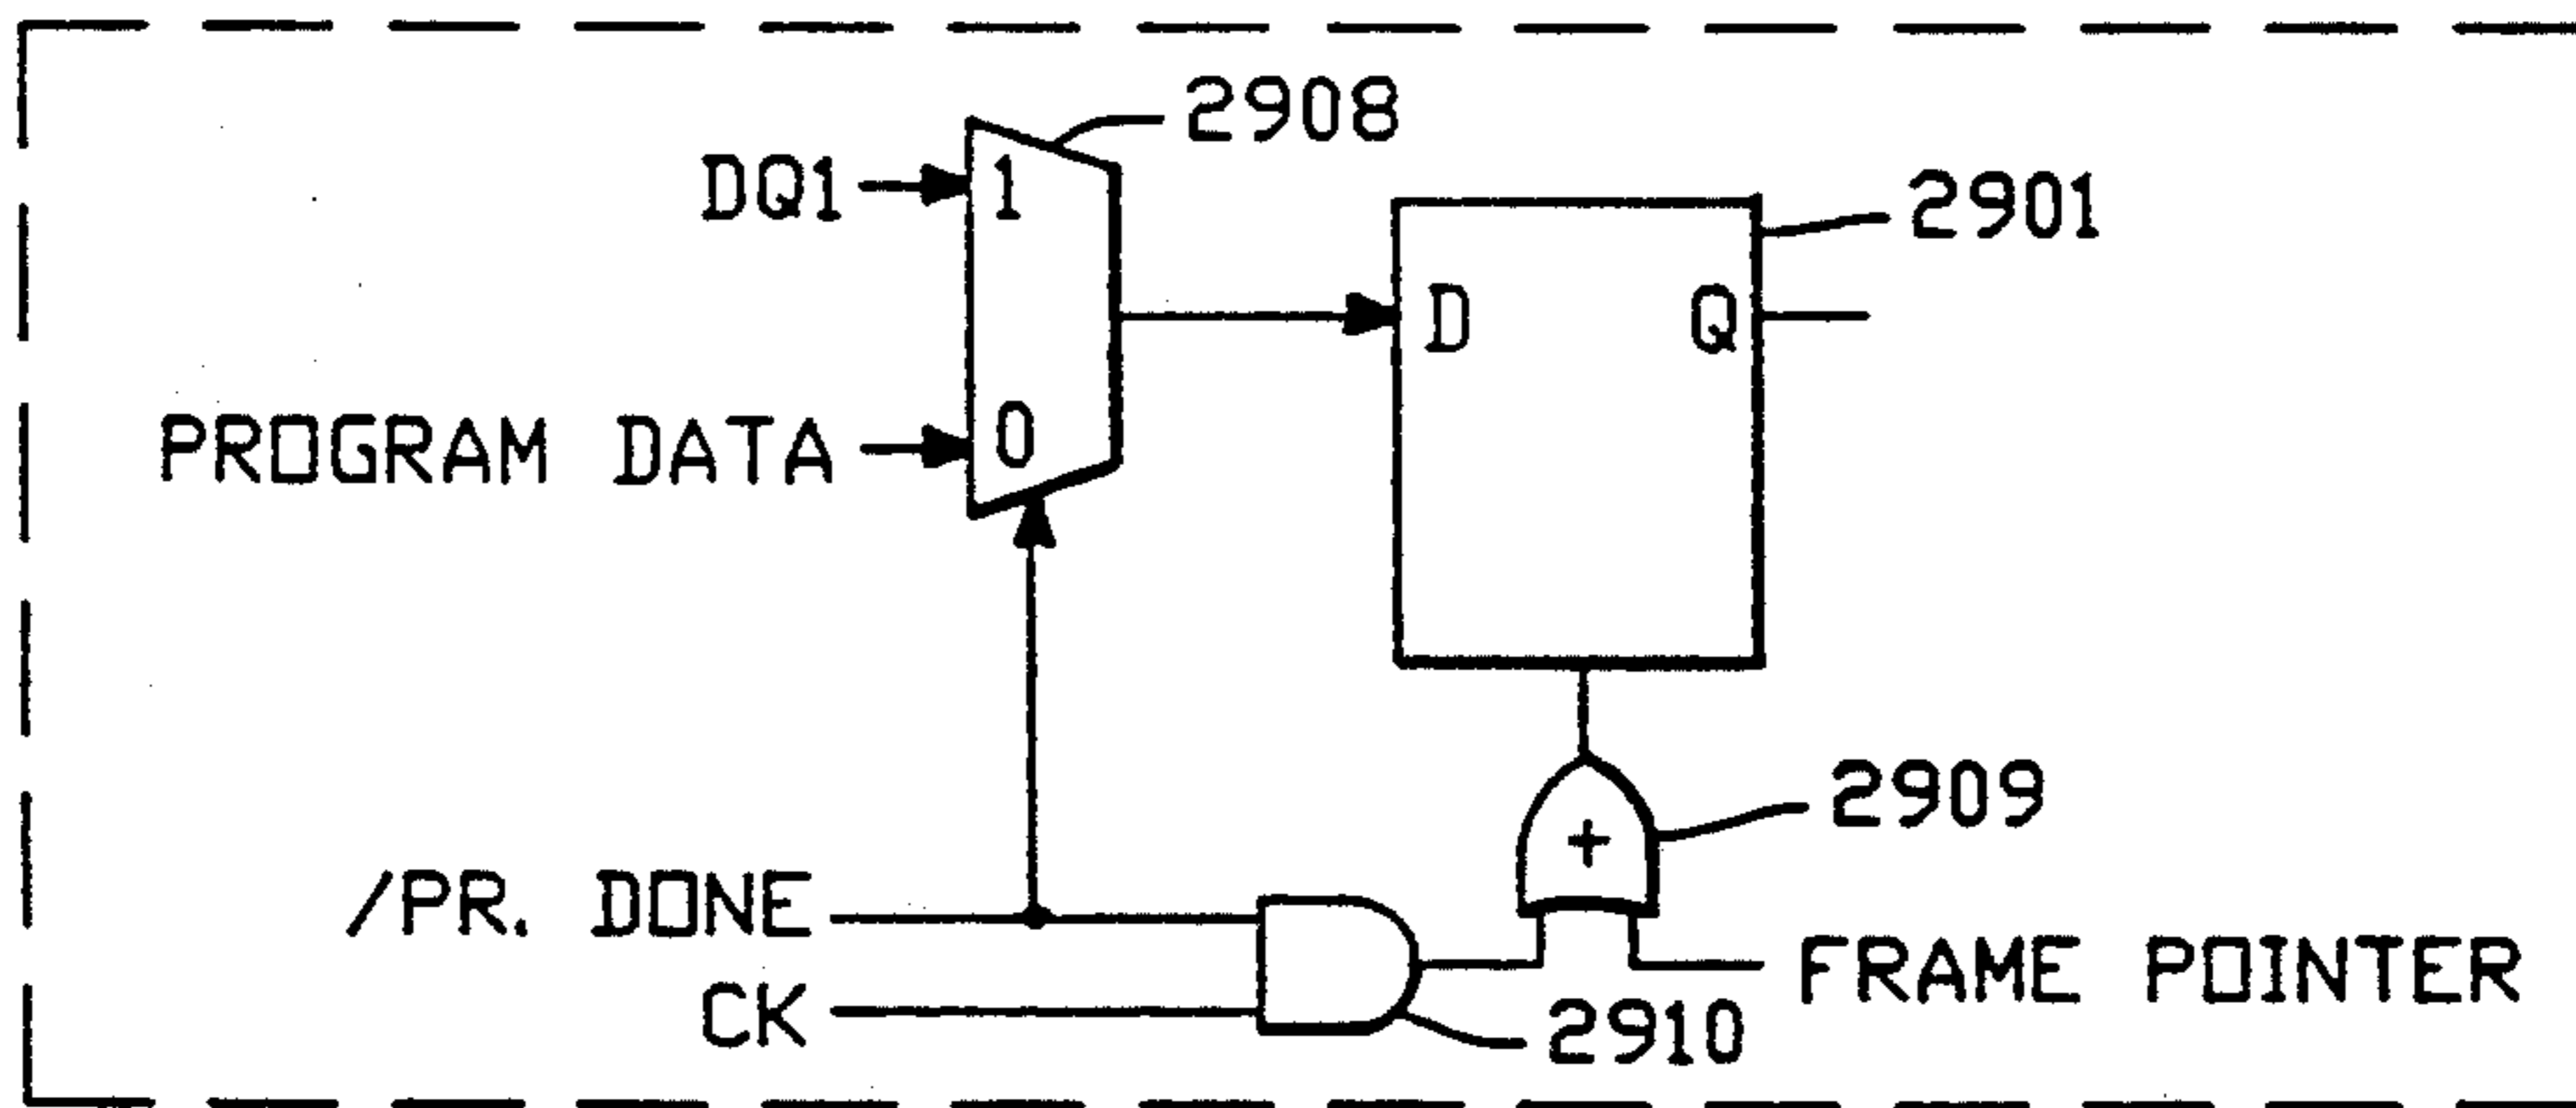 2908
DQ1
1
2901
D
Q
PROGRAM DATA
0
2909
+
/PR. DONE
FRAME POINTER
CK
2910